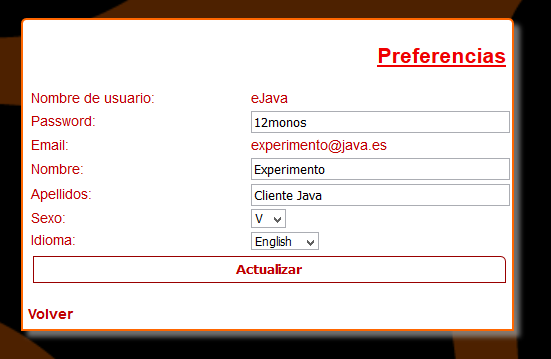 Preferencias
Nombre de usuario: eJava
Password: 12monos
Email: experimento@java.es
Nombre: Experimento
Apellidos: Cliente Java
Sexo: V
Idioma: English
Actualizar
Volver